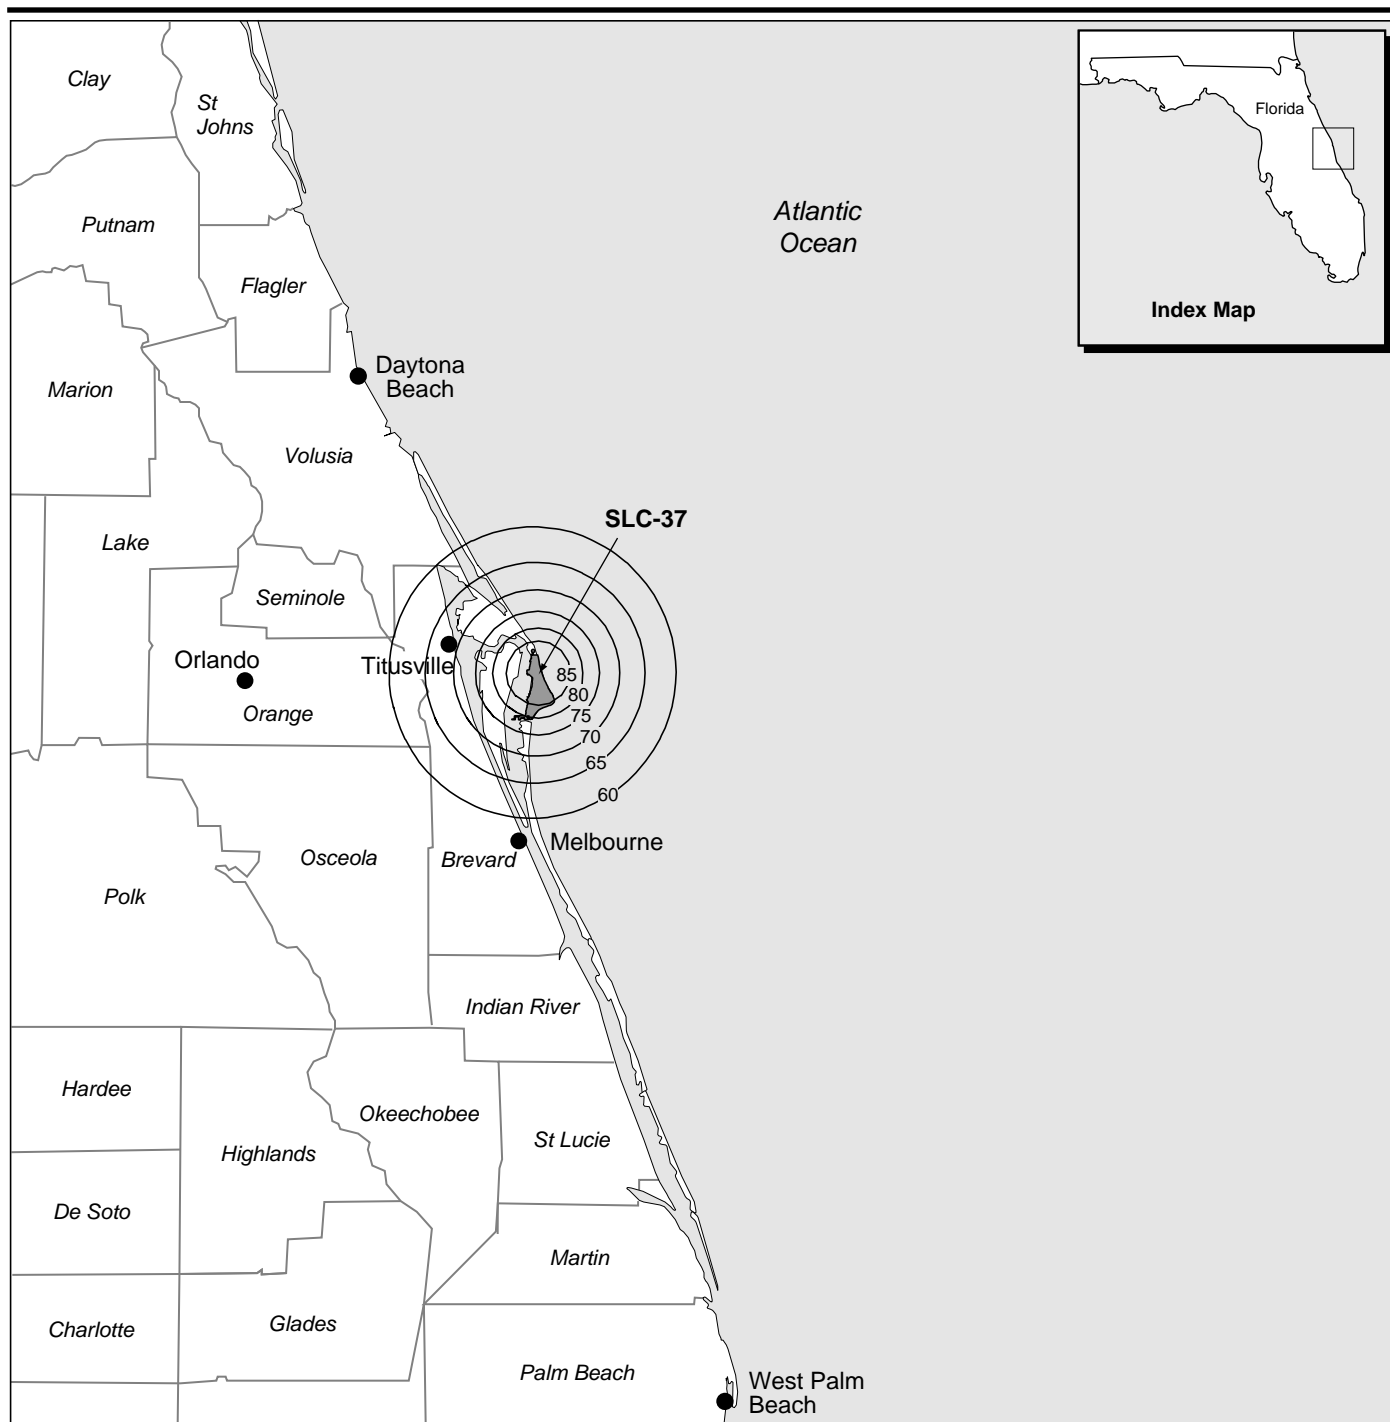 Clay
St
Johns
Florida
Atlantic
Ocean
Putnam
Flagler
Index Map
Daytona
Beach
Marion
Volusia
SLC-37
Lake
Seminole
Orlando
Titusville
85
80
Orange
75
70
65
60
Melbourne
Osceola
Brevard
Polk
Indian River
Hardee
Okeechobee
St Lucie
Highlands
De Soto
Martin
Glades
Charlotte
Palm Beach
West Palm
Beach